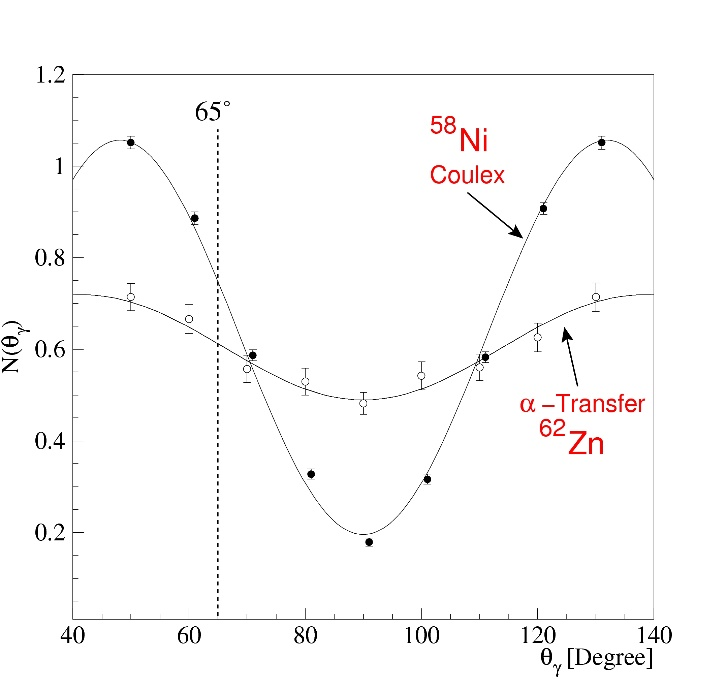 1.2
65°
58Ni
Coulex
1
0.8
N(θγ)
0.6
α−Transfer
62Zn
0.4
0.2
40 60 80 100 120 140
θγ [Degree]